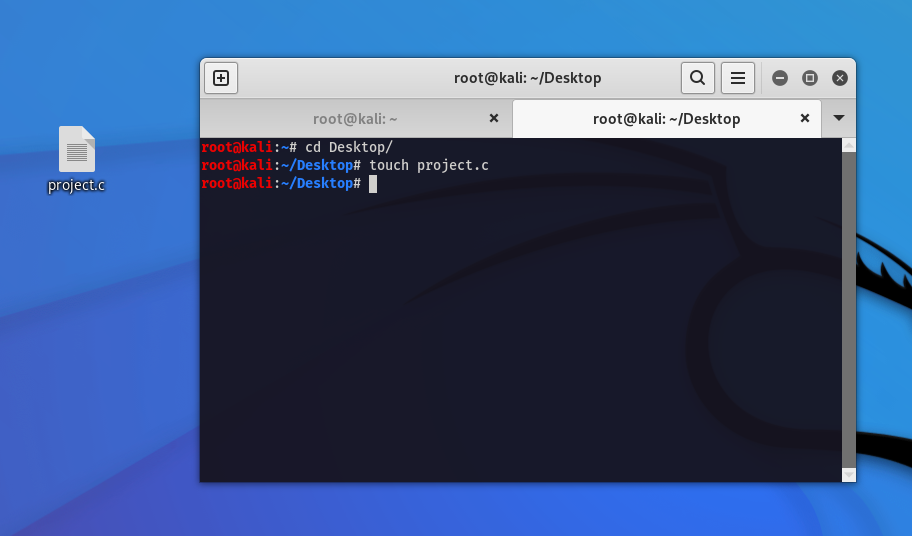 root@kali: ~/Desktop
root@kali: ~
root@kali: ~/Desktop
root@kali:~# cd Desktop/
root@kali:~/Desktop# touch project.c
root@kali:~/Desktop#
project.c